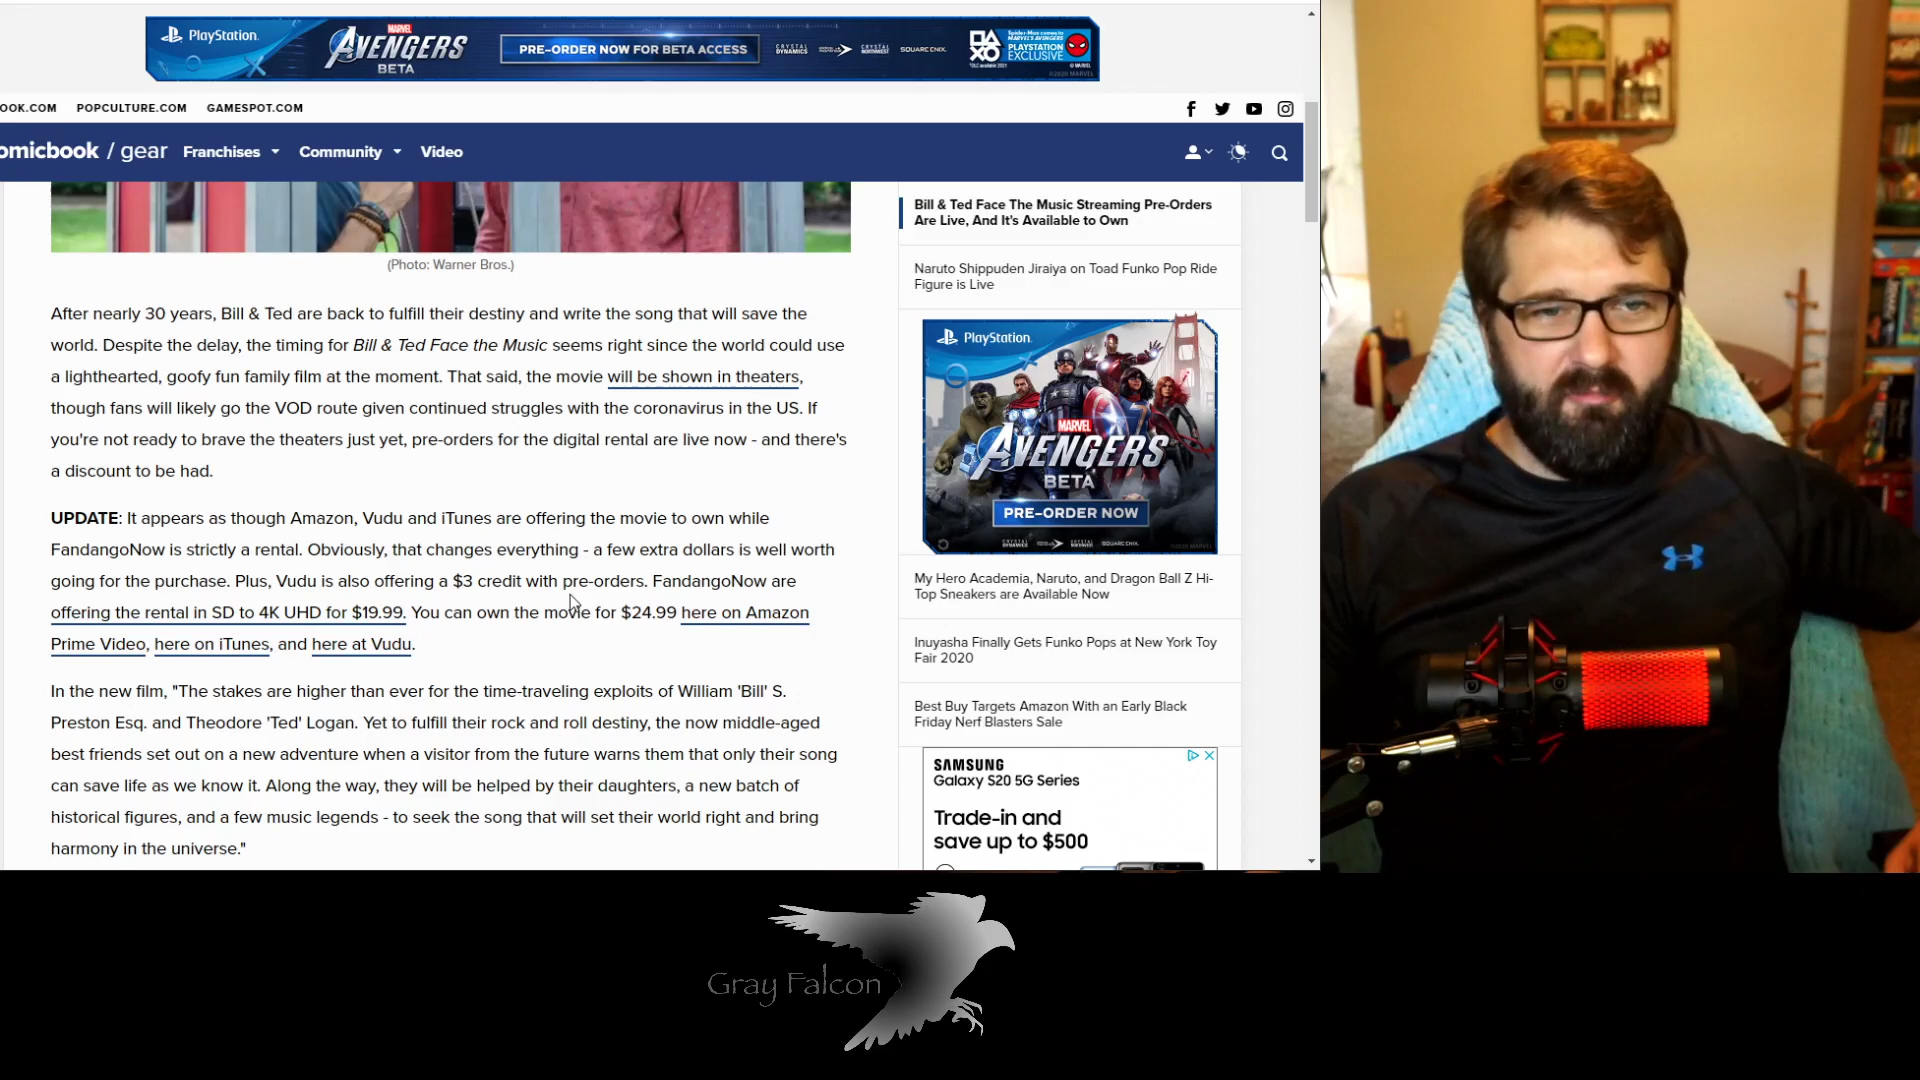 PlayStation
MARVEL
AVENGERS
BETA
PRE-ORDER NOW FOR BETA ACCESS
CRYSTAL DYNAMICS
SQUARE ENIX.
Spider-Man comes to
MARVEL'S AVENGERS
PLAYSTATION
EXCLUSIVE
OOK.COM POPCULTURE.COM GAMESPOT.COM
omicbook / gear Franchises Community Video
(Photo: Warner Bros.)
After nearly 30 years, Bill & Ted are back to fulfill their destiny and write the song that will save the
world. Despite the delay, the timing for Bill & Ted Face the Music seems right since the world could use
a lighthearted, goofy fun family film at the moment. That said, the movie will be shown in theaters,
though fans will likely go the VOD route given continued struggles with the coronavirus in the US. If
you're not ready to brave the theaters just yet, pre-orders for the digital rental are live now - and there's
a discount to be had.
UPDATE: It appears as though Amazon, Vudu and iTunes are offering the movie to own while
FandangoNow is strictly a rental. Obviously, that changes everything - a few extra dollars is well worth
going for the purchase. Plus, Vudu is also offering a $3 credit with pre-orders. FandangoNow are
offering the rental in SD to 4K UHD for $19.99. You can own the movie for $24.99 here on Amazon
Prime Video, here on iTunes, and here at Vudu.
In the new film, "The stakes are higher than ever for the time-traveling exploits of William 'Bill' S.
Preston Esq. and Theodore 'Ted' Logan. Yet to fulfill their rock and roll destiny, the now middle-aged
best friends set out on a new adventure when a visitor from the future warns them that only their song
can save life as we know it. Along the way, they will be helped by their daughters, a new batch of
historical figures, and a few music legends - to seek the song that will set their world right and bring
harmony in the universe."
Bill & Ted Face The Music Streaming Pre-Orders
Are Live, And It's Available to Own
Naruto Shippuden Jiraiya on Toad Funko Pop Ride
Figure is Live
PlayStation
MARVEL
AVENGERS
BETA
PRE-ORDER NOW
SQUARE ENIX.
My Hero Academia, Naruto, and Dragon Ball Z Hi-
Top Sneakers are Available Now
Inuyasha Finally Gets Funko Pops at New York Toy
Fair 2020
Best Buy Targets Amazon With an Early Black
Friday Nerf Blasters Sale
SAMSUNG
Galaxy S20 5G Series
Trade-in and
save up to $500
Gray Falcon